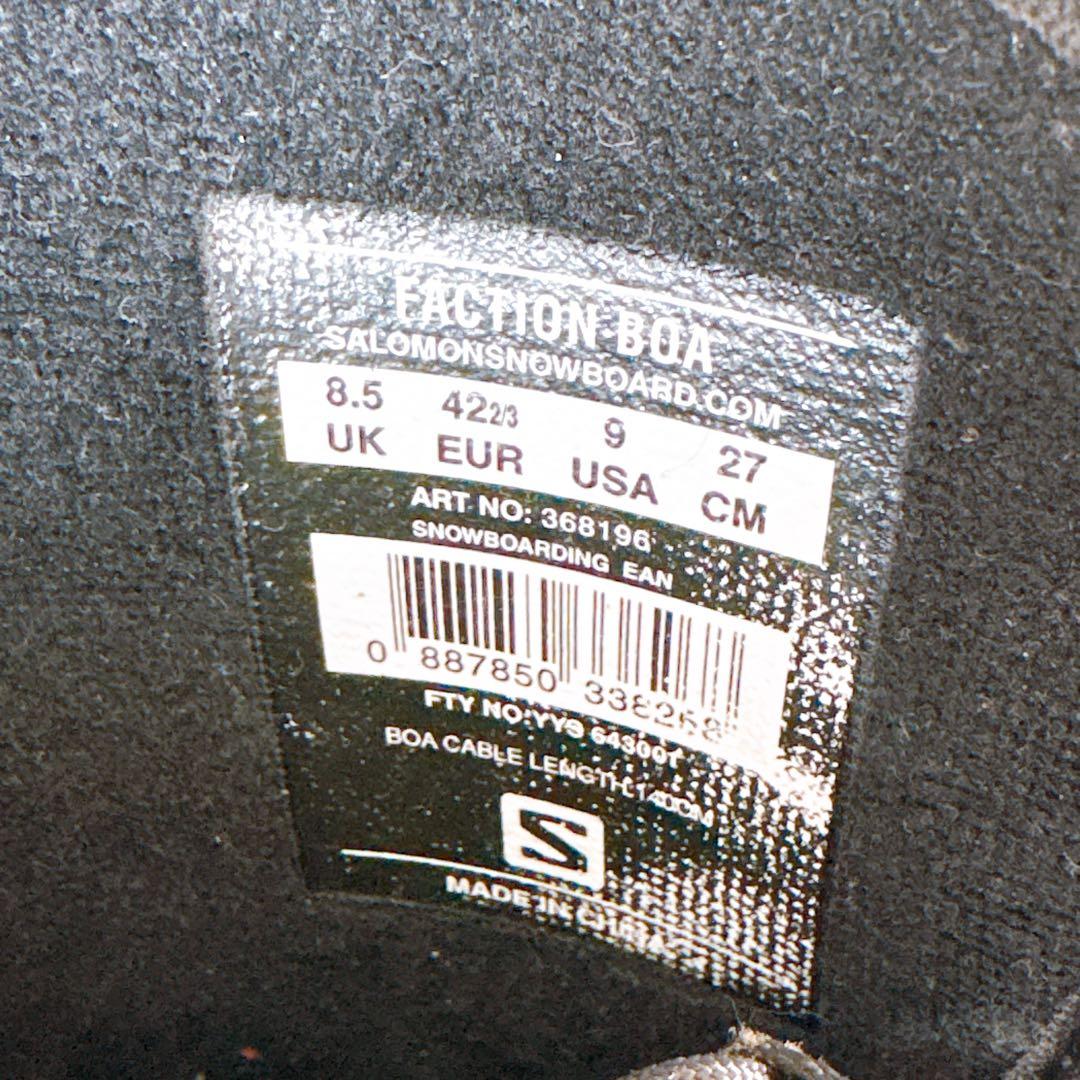 FACTION BOA
SALOMONSNOWBOARD.COM
8.5 42 2/3 9 27
UK EUR USA CM
ART NO: 368196
SNOWBOARDING EAN
0 887850 338268
FTY NO:YYS 643001
BOA CABLE LENGTH:140CM
S
MADE IN CHINA